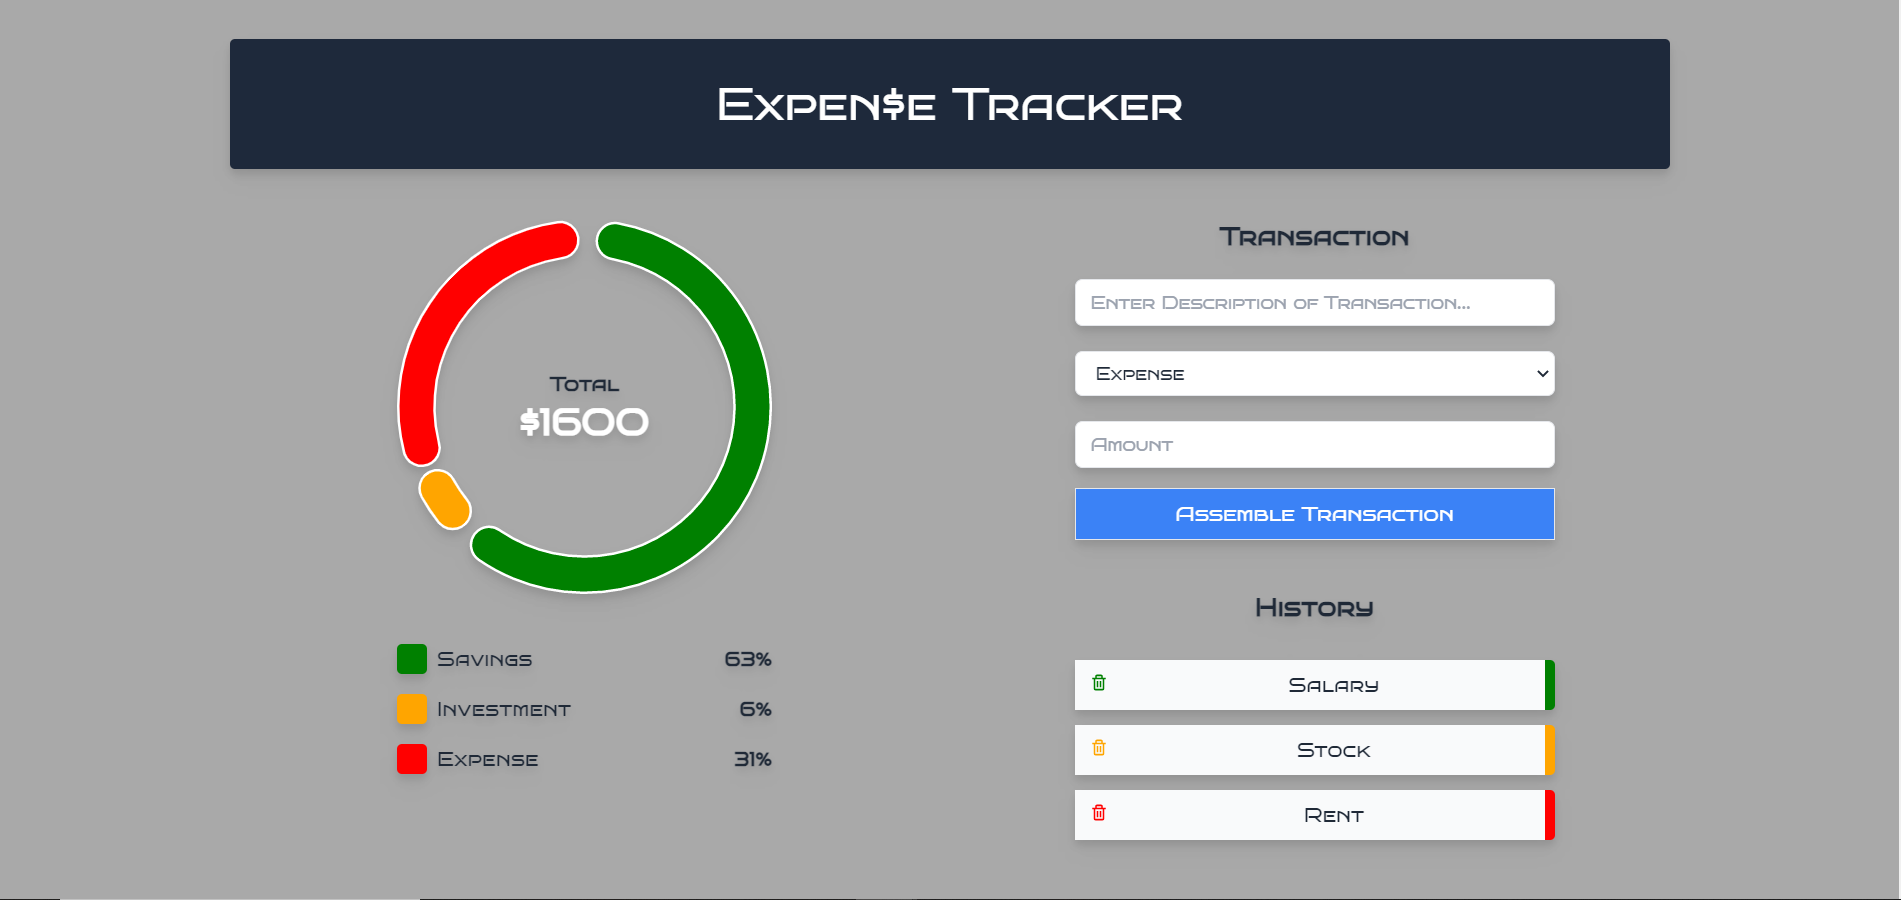 Expen$e Tracker
Total
$1600
Savings 63%
Investment 6%
Expense 31%
Transaction
Enter Description of Transaction...
Expense
Amount
Assemble Transaction
History
Salary
Stock
Rent